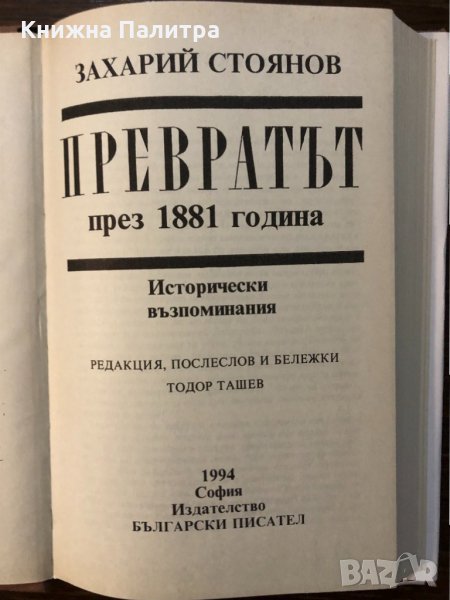 Книжна Палитра
ЗАХАРИЙ СТОЯНОВ
ПРЕВРАТЪТ
през 1881 година
Исторически
възпоминания
РЕДАКЦИЯ, ПОСЛЕСЛОВ И БЕЛЕЖКИ
ТОДОР ТАШЕВ
1994
София
Издателство
БЪЛГАРСКИ ПИСАТЕЛ
BAZAR